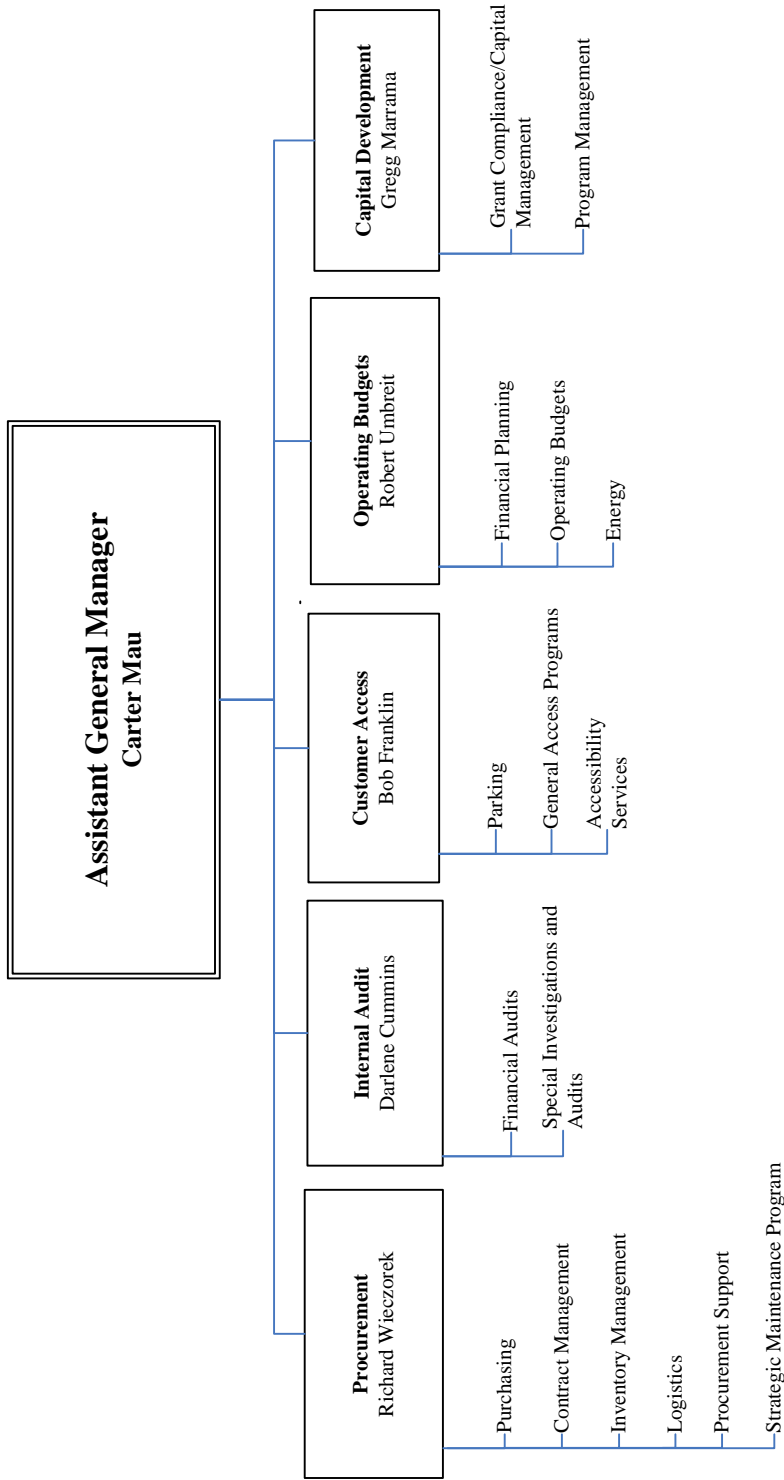 Assistant General Manager
Carter Mau
Procurement
Richard Wieczorek
Purchasing
Contract Management
Inventory Management
Logistics
Procurement Support
Strategic Maintenance Program
Internal Audit
Darlene Cummins
Financial Audits
Special Investigations and
Audits
Customer Access
Bob Franklin
Parking
General Access Programs
Accessibility
Services
Operating Budgets
Robert Umbreit
Financial Planning
Operating Budgets
Energy
Capital Development
Gregg Marrama
Grant Compliance/Capital
Management
Program Management